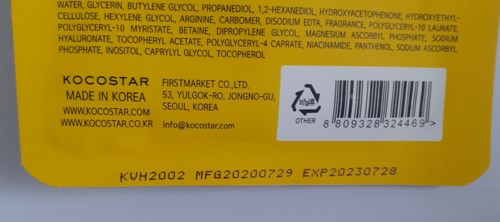 WATER, GLYCERIN, BUTYLENE GLYCOL, PROPANEDIOL, 1,2-HEXANEDIOL, HYDROXYACETOPHENONE, HYDROXYETHYL-
CELLULOSE, HEXYLENE GLYCOL, ARGININE, CARBOMER, DISODIUM EDTA, FRAGRANCE, POLYGLYCERYL-10 LAURATE,
POLYGLYCERYL-10 MYRISTATE, BETAINE, DIPROPYLENE GLYCOL, MAGNESIUM ASCORBYL PHOSPHATE, SODIUM
HYALURONATE, TOCOPHERYL ACETATE, POLYGLYCERYL-4 CAPRATE, NIACINAMIDE, PANTHENOL, SODIUM ASCORBYL
PHOSPHATE, INOSITOL, CAPRYLYL GLYCOL, TOCOPHEROL
KOCOSTAR
MADE IN KOREA
WWW.KOCOSTAR.COM
WWW.KOCOSTAR.CO.KR
FIRSTMARKET CO.,LTD.
53, YULGOK-RO, JONGNO-GU,
SEOUL, KOREA
info@kocostar.com
OTHER
8 809328 324469 >
KVH2002 MFG20200729 EXP20230728